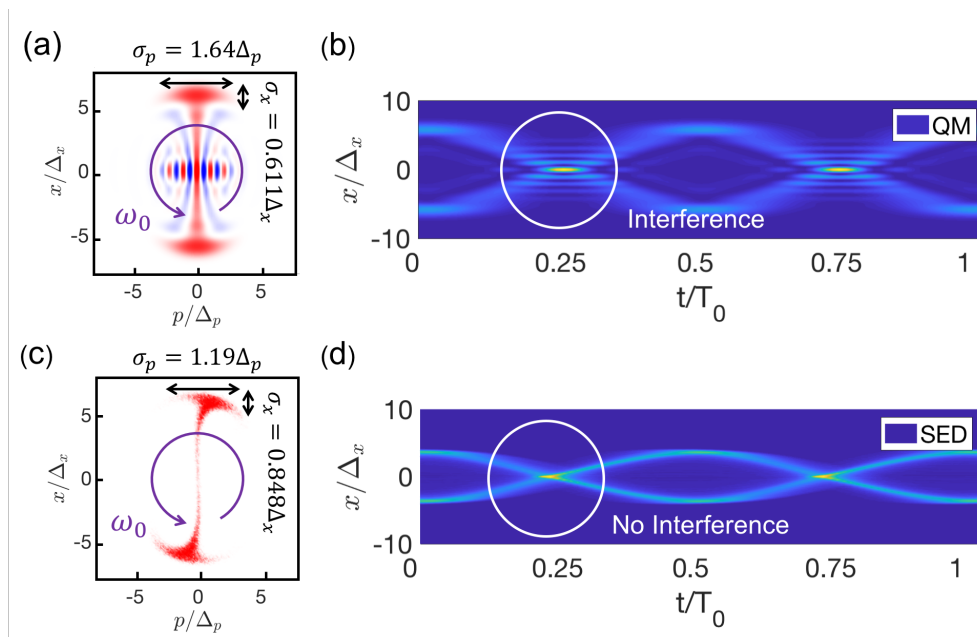 (a)
σ_p = 1.64Δ_p
σ_x = 0.611Δ_x
x/Δ_x
5
0
-5
ω_0
-5 0 5
p/Δ_p
(b)
10
0
-10
x/Δ_x
QM
Interference
0 0.25 0.5 0.75 1
t/T_0
(c)
σ_p = 1.19Δ_p
σ_x = 0.848Δ_x
x/Δ_x
5
0
-5
ω_0
-5 0 5
p/Δ_p
(d)
10
0
-10
x/Δ_x
SED
No Interference
0 0.25 0.5 0.75 1
t/T_0